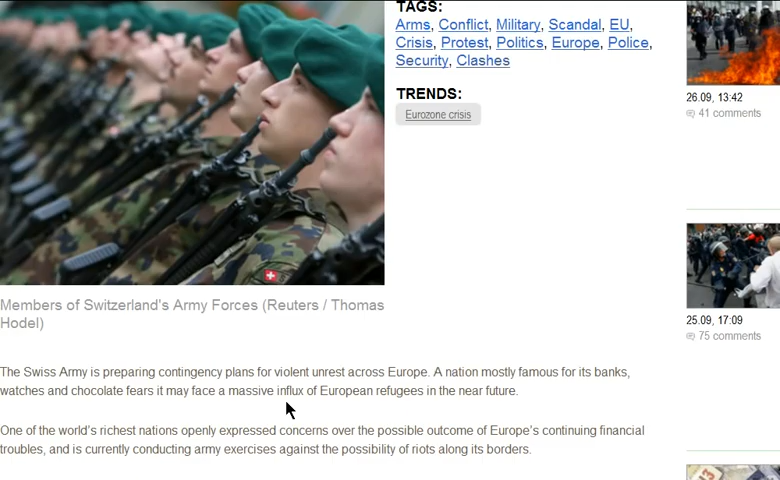 TAGS:
Arms, Conflict, Military, Scandal, EU,
Crisis, Protest, Politics, Europe, Police,
Security, Clashes
TRENDS:
Eurozone crisis
Members of Switzerland's Army Forces (Reuters / Thomas
Hodel)
The Swiss Army is preparing contingency plans for violent unrest across Europe. A nation mostly famous for its banks,
watches and chocolate fears it may face a massive influx of European refugees in the near future.
One of the world's richest nations openly expressed concerns over the possible outcome of Europe's continuing financial
troubles, and is currently conducting army exercises against the possibility of riots along its borders.
26.09, 13:42
41 comments
25.09, 17:09
75 comments